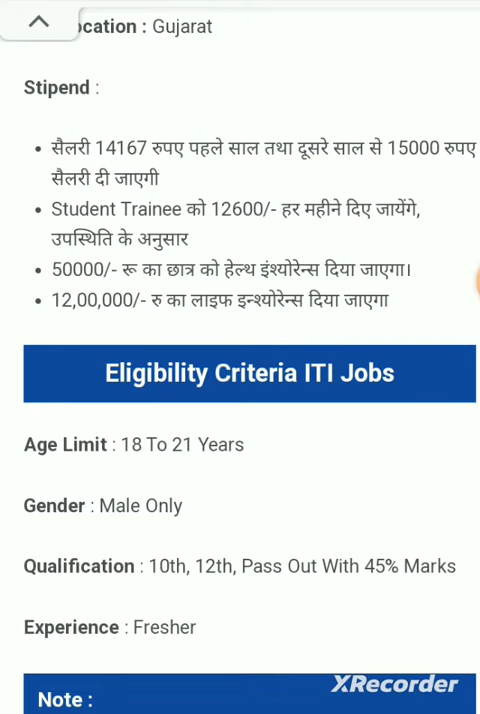 ocation : Gujarat
Stipend :
• सैलरी 14167 रुपए पहले साल तथा दूसरे साल से 15000 रुपए
सैलरी दी जाएगी
• Student Trainee को 12600/- हर महीने दिए जायेंगे,
उपस्थिति के अनुसार
• 50000/- रू का छात्र को हेल्थ इंश्योरेन्स दिया जाएगा।
• 12,00,000/- रु का लाइफ इन्श्योरेन्स दिया जाएगा
Eligibility Criteria ITI Jobs
Age Limit : 18 To 21 Years
Gender : Male Only
Qualification : 10th, 12th, Pass Out With 45% Marks
Experience : Fresher
XRecorder
Note :